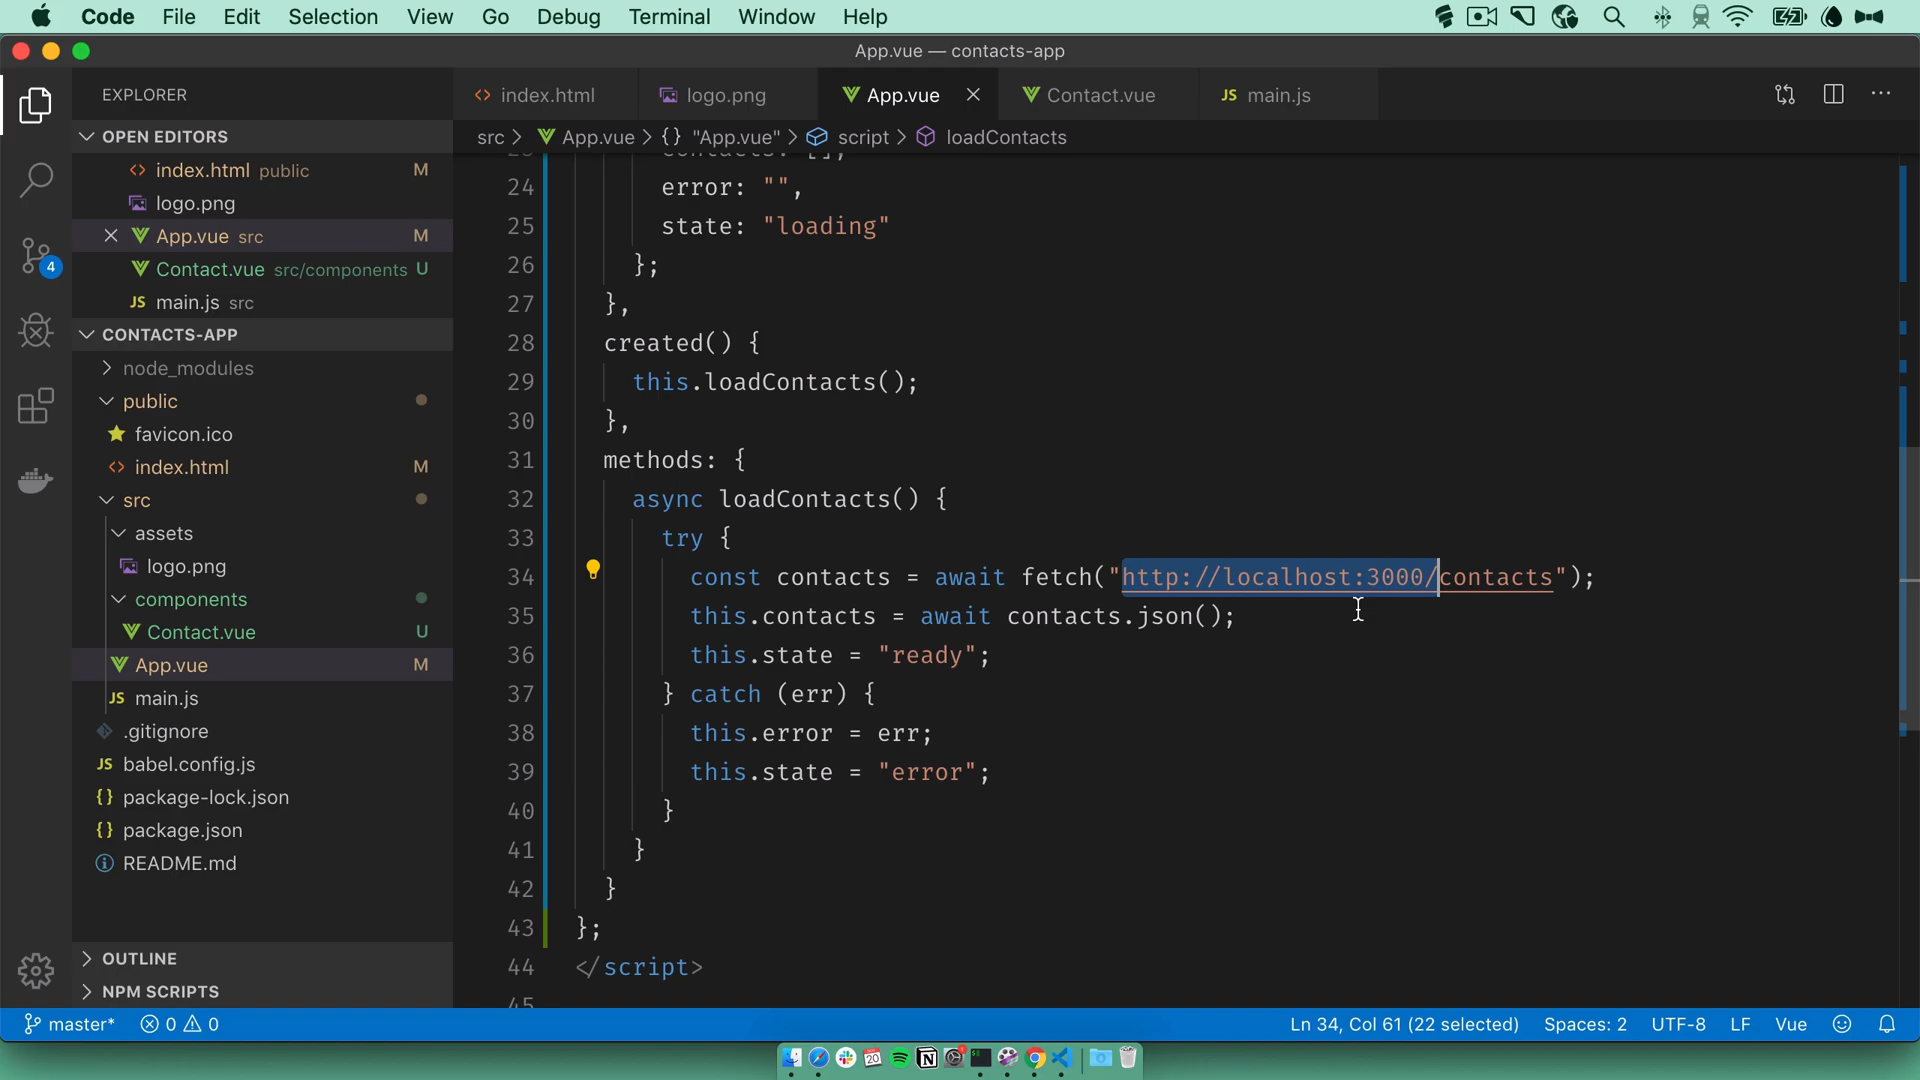 Code File Edit Selection View Go Debug Terminal Window Help
App.vue — contacts-app
EXPLORER
OPEN EDITORS
index.html public M
logo.png
App.vue src M
Contact.vue src/components U
main.js src
CONTACTS-APP
node_modules
public
favicon.ico
index.html M
src
assets
logo.png
components
Contact.vue U
App.vue M
JS main.js
.gitignore
JS babel.config.js
{} package-lock.json
{} package.json
README.md
OUTLINE
NPM SCRIPTS
4
index.html logo.png App.vue Contact.vue JS main.js
src > App.vue > {} "App.vue" > script > loadContacts
contacts: [],
24 error: "",
25 state: "loading"
26 };
27 },
28 created() {
29 this.loadContacts();
30 },
31 methods: {
32 async loadContacts() {
33 try {
34 const contacts = await fetch("http://localhost:3000/contacts");
35 this.contacts = await contacts.json();
36 this.state = "ready";
37 } catch (err) {
38 this.error = err;
39 this.state = "error";
40 }
41 }
42 }
43 };
44 </script>
45
master* 0 0 Ln 34, Col 61 (22 selected) Spaces: 2 UTF-8 LF Vue